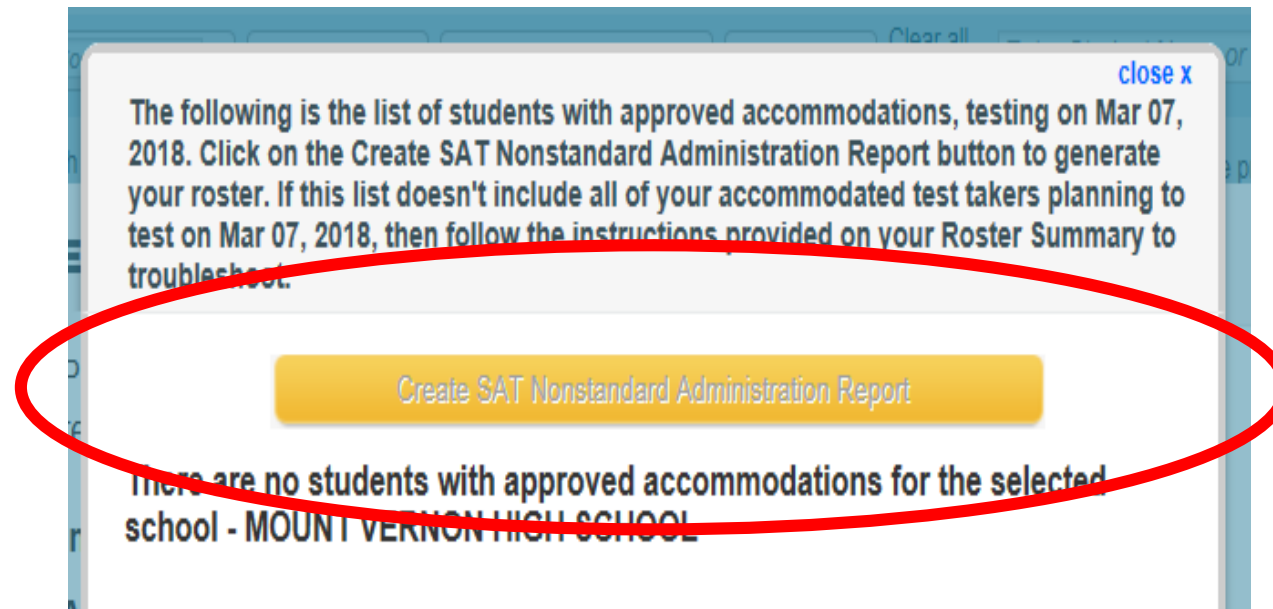 Clear all
or
close x
The following is the list of students with approved accommodations, testing on Mar 07,
2018. Click on the Create SAT Nonstandard Administration Report button to generate
your roster. If this list doesn't include all of your accommodated test takers planning to
test on Mar 07, 2018, then follow the instructions provided on your Roster Summary to
troubleshoot.
Create SAT Nonstandard Administration Report
There are no students with approved accommodations for the selected
school - MOUNT VERNON HIGH SCHOOL